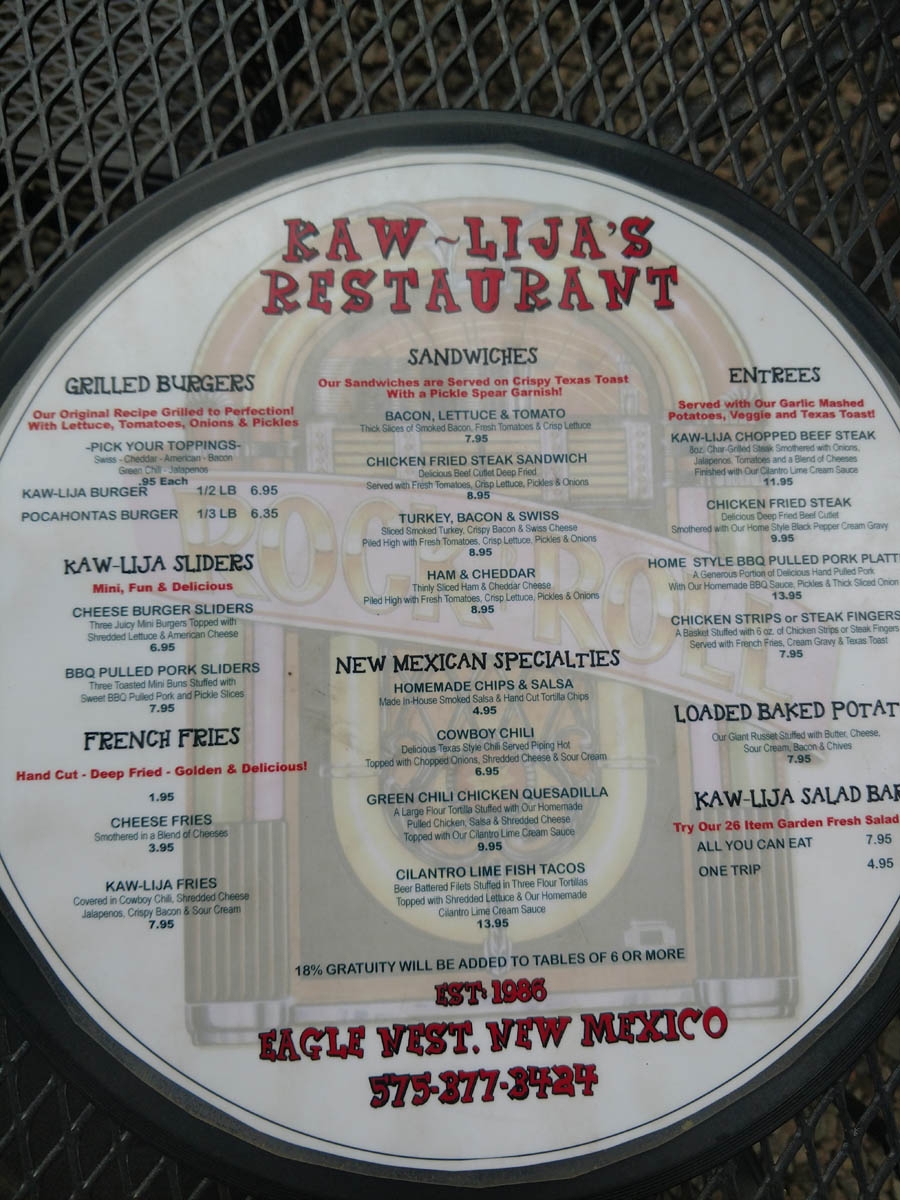 KAW~LIJA'S
RESTAURANT
GRILLED BURGERS
Our Original Recipe Grilled to Perfection!
With Lettuce, Tomatoes, Onions & Pickles
-PICK YOUR TOPPINGS-
Swiss - Cheddar - American - Bacon
Green Chili - Jalapenos
.95 Each
KAW-LIJA BURGER 1/2 LB 6.95
POCAHONTAS BURGER 1/3 LB 6.35
KAW-LIJA SLIDERS
Mini, Fun & Delicious
CHEESE BURGER SLIDERS
Three Juicy Mini Burgers Topped with
Shredded Lettuce & American Cheese
6.95
BBQ PULLED PORK SLIDERS
Three Toasted Mini Buns Stuffed with
Sweet BBQ Pulled Pork and Pickle Slices
7.95
FRENCH FRIES
Hand Cut - Deep Fried - Golden & Delicious!
1.95
CHEESE FRIES
Smothered in a Blend of Cheeses
3.95
KAW-LIJA FRIES
Covered in Cowboy Chili, Shredded Cheese
Jalapenos, Crispy Bacon & Sour Cream
7.95
SANDWICHES
Our Sandwiches are Served on Crispy Texas Toast
With a Pickle Spear Garnish!
BACON, LETTUCE & TOMATO
Thick Slices of Smoked Bacon, Fresh Tomatoes & Crisp Lettuce
7.95
CHICKEN FRIED STEAK SANDWICH
Delicious Beef Cutlet Deep Fried
Served with Fresh Tomatoes, Crisp Lettuce, Pickles & Onions
8.95
TURKEY, BACON & SWISS
Sliced Smoked Turkey, Crispy Bacon & Swiss Cheese
Piled High with Fresh Tomatoes, Crisp Lettuce, Pickles & Onions
8.95
HAM & CHEDDAR
Thinly Sliced Ham & Cheddar Cheese
Piled High with Fresh Tomatoes, Crisp Lettuce, Pickles & Onions
8.95
NEW MEXICAN SPECIALTIES
HOMEMADE CHIPS & SALSA
Made In-House Smoked Salsa & Hand Cut Tortilla Chips
4.95
COWBOY CHILI
Delicious Texas Style Chili Served Piping Hot
Topped with Chopped Onions, Shredded Cheese & Sour Cream
6.95
GREEN CHILI CHICKEN QUESADILLA
A Large Flour Tortilla Stuffed with Our Homemade
Pulled Chicken, Salsa & Shredded Cheese
Topped with Our Cilantro Lime Cream Sauce
9.95
CILANTRO LIME FISH TACOS
Beer Battered Filets Stuffed in Three Flour Tortillas
Topped with Shredded Lettuce & Our Homemade
Cilantro Lime Cream Sauce
13.95
ENTREES
Served with Our Garlic Mashed
Potatoes, Veggie and Texas Toast!
KAW-LIJA CHOPPED BEEF STEAK
8oz. Char-Grilled Steak Smothered with Onions,
Jalapenos, Tomatoes and a Blend of Cheeses
Finished with Our Cilantro Lime Cream Sauce
11.95
CHICKEN FRIED STEAK
Delicious Deep Fried Beef Cutlet
Smothered with Our Home Style Black Pepper Cream Gravy
9.95
HOME STYLE BBQ PULLED PORK PLATT
A Generous Portion of Delicious Hand Pulled Pork
With Our Homemade BBQ Sauce, Pickles & Thick Sliced Onion
13.95
CHICKEN STRIPS or STEAK FINGERS
A Basket Stuffed with 6 oz. of Chicken Strips or Steak Fingers
Served with French Fries, Cream Gravy & Texas Toast
7.95
LOADED BAKED POTAT
Our Giant Russet Stuffed with Butter, Cheese,
Sour Cream, Bacon & Chives
7.95
KAW-LIJA SALAD BAR
Try Our 26 Item Garden Fresh Salad
ALL YOU CAN EAT 7.95
ONE TRIP 4.95
ROCK & ROLL
18% GRATUITY WILL BE ADDED TO TABLES OF 6 OR MORE
EST: 1986
EAGLE NEST, NEW MEXICO
575-377-3424